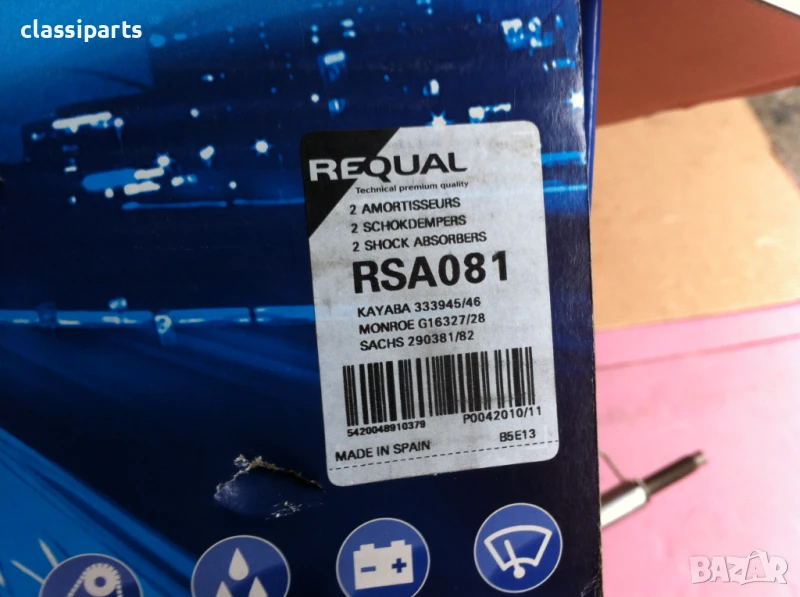 classiparts
REQUAL
Technical premium quality
2 AMORTISSEURS
2 SCHOKDEMPERS
2 SHOCK ABSORBERS
RSA081
KAYABA 333945/46
MONROE G16327/28
SACHS 290381/82
5420048910379
P0042010/11
MADE IN SPAIN
B5E13
BAZAR